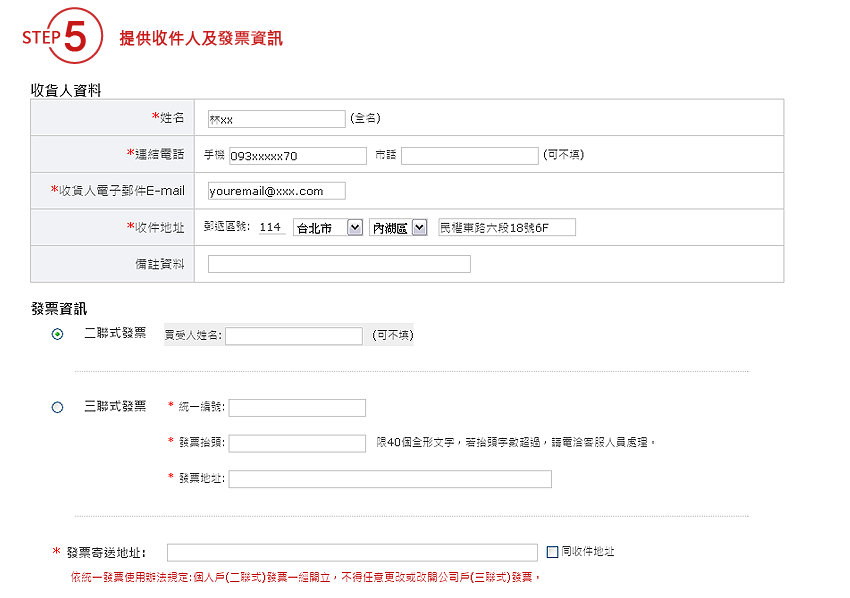 STEP 5 提供收件人及發票資訊
收貨人資料
*姓名 林xx (全名)
*連絡電話 手機 093xxxxx70 市話 (可不填)
*收貨人電子郵件E-mail youremail@xxx.com
*收件地址 郵遞區號: 114 台北市 內湖區 民權東路六段18號6F
備註資料
發票資訊
二聯式發票 買受人姓名: (可不填)
三聯式發票 * 統一編號:
* 發票抬頭: 限40個全形文字，若抬頭字數超過，請電洽客服人員處理。
* 發票地址:
* 發票寄送地址: 同收件地址
依統一發票使用辦法規定:個人戶(二聯式)發票一經開立，不得任意更改或改開公司戶(三聯式)發票。